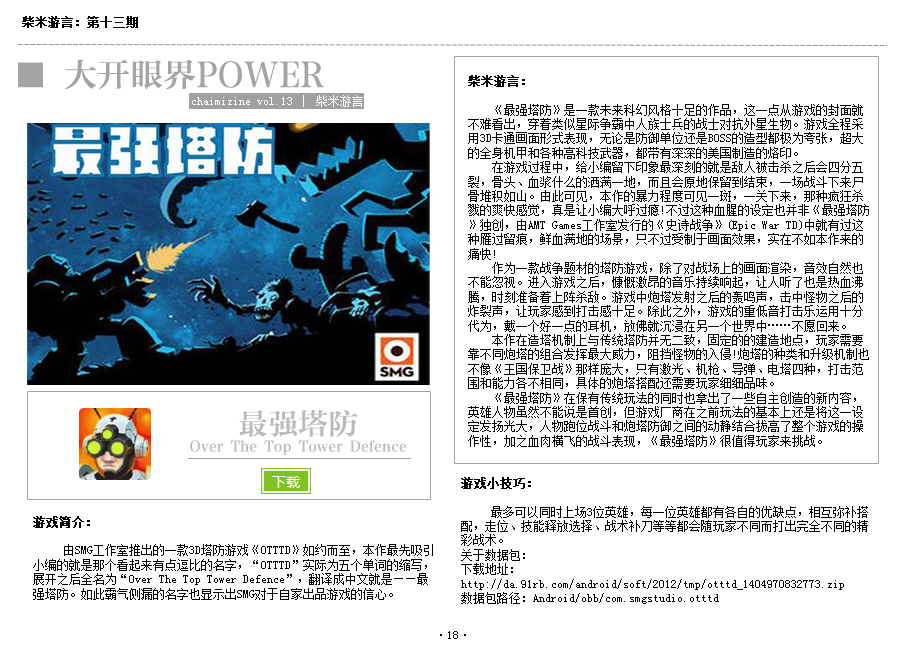 柴米游言：第十三期
大开眼界POWER
chaimizine vol.13 | 柴米游言
最强塔防
SMG
最强塔防
Over The Top Tower Defence
下载
游戏简介：
由SMG工作室推出的一款3D塔防游戏《OTTTD》如约而至，本作最先吸引
小编的就是那个看起来有点逗比的名字，“OTTTD”实际为五个单词的缩写，
展开之后全名为“Over The Top Tower Defence”，翻译成中文就是——最
强塔防。如此霸气侧漏的名字也显示出SMG对于自家出品游戏的信心。
柴米游言：
《最强塔防》是一款未来科幻风格十足的作品，这一点从游戏的封面就
不难看出，穿着类似星际争霸中人族士兵的战士对抗外星生物。游戏全程采
用3D卡通画面形式表现，无论是防御单位还是BOSS的造型都极为夸张，超大
的全身机甲和各种高科技武器，都带有深深的美国制造的烙印。
在游戏过程中，给小编留下印象最深刻的就是敌人被击杀之后会四分五
裂，骨头、血浆什么的洒满一地，而且会原地保留到结束，一场战斗下来尸
骨堆积如山。由此可见，本作的暴力程度可见一斑，一关下来，那种疯狂杀
戮的爽快感觉，真是让小编大呼过瘾!不过这种血腥的设定也并非《最强塔防
》独创，由AMT Games工作室发行的《史诗战争》(Epic War TD)中就有过这
种雁过留痕，鲜血满地的场景，只不过受制于画面效果，实在不如本作来的
痛快!
作为一款战争题材的塔防游戏，除了对战场上的画面渲染，音效自然也
不能忽视。进入游戏之后，慷慨激昂的音乐持续响起，让人听了也是热血沸
腾，时刻准备着上阵杀敌。游戏中炮塔发射之后的轰鸣声，击中怪物之后的
炸裂声，让玩家感到打击感十足。除此之外，游戏的重低音打击乐运用十分
代为，戴一个好一点的耳机，放佛就沉浸在另一个世界中……不愿回来。
本作在造塔机制上与传统塔防并无二致，固定的的建造地点，玩家需要
靠不同炮塔的组合发挥最大威力，阻挡怪物的入侵!炮塔的种类和升级机制也
不像《王国保卫战》那样庞大，只有激光、机枪、导弹、电塔四种，打击范
围和能力各不相同，具体的炮塔搭配还需要玩家细细品味。
《最强塔防》在保有传统玩法的同时也拿出了一些自主创造的新内容，
英雄人物虽然不能说是首创，但游戏厂商在之前玩法的基本上还是将这一设
定发扬光大，人物跑位战斗和炮塔防御之间的动静结合拔高了整个游戏的操
作性，加之血肉横飞的战斗表现，《最强塔防》很值得玩家来挑战。
游戏小技巧：
最多可以同时上场3位英雄，每一位英雄都有各自的优缺点，相互弥补搭
配，走位、技能释放选择、战术补刀等等都会随玩家不同而打出完全不同的精
彩战术。
关于数据包：
下载地址：
http://da.91rb.com/android/soft/2012/tmp/otttd_1404970832773.zip
数据包路径：Android/obb/com.smgstudio.otttd
·18·